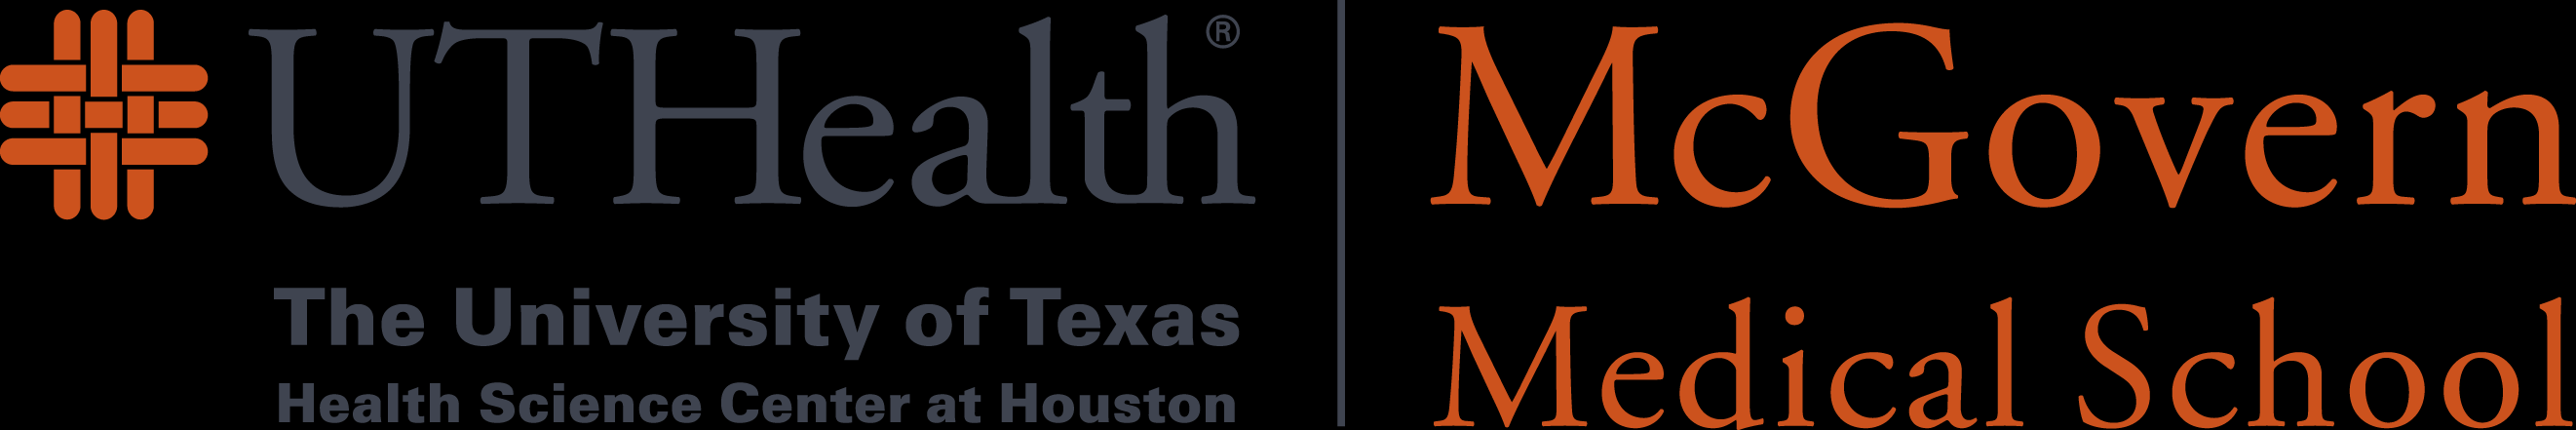 UTHealth®
The University of Texas
Health Science Center at Houston
McGovern
Medical School